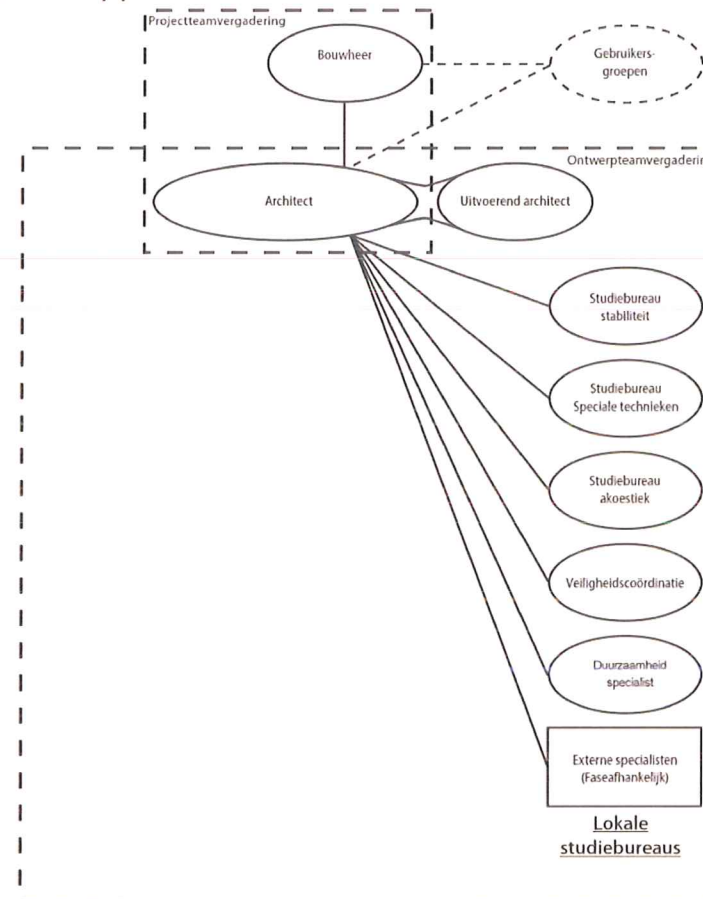 Projectteamvergadering
Bouwheer
Gebruikers-
groepen
Ontwerpteamvergaderin
Architect
Uitvoerend architect
Studiebureau
stabiliteit
Studiebureau
Speciale technieken
Studiebureau
akoestiek
Veiligheidscoördinatie
Duurzaamheid
specialist
Externe specialisten
(Faseafhankelijk)
Lokale
studiebureaus